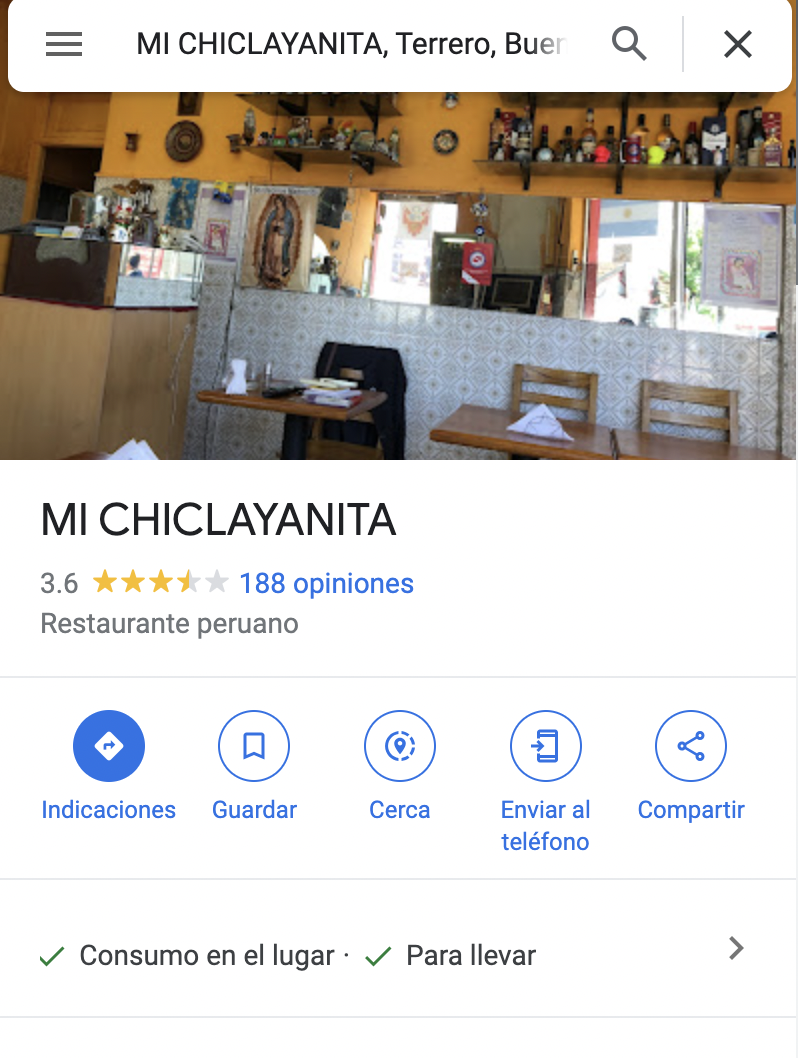 MI CHICLAYANITA, Terrero, Buer
MI CHICLAYANITA
3.6 188 opiniones
Restaurante peruano
Indicaciones Guardar Cerca Enviar al teléfono Compartir
Consumo en el lugar · Para llevar